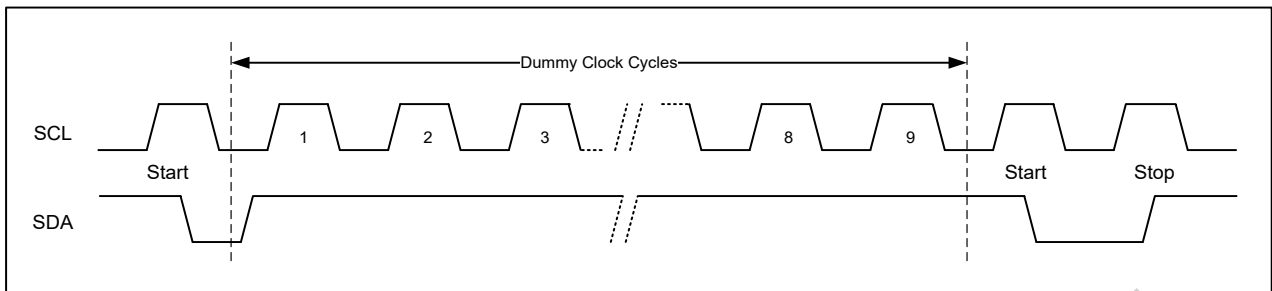 Dummy Clock Cycles
SCL
1 2 3 8 9
Start Start Stop
SDA